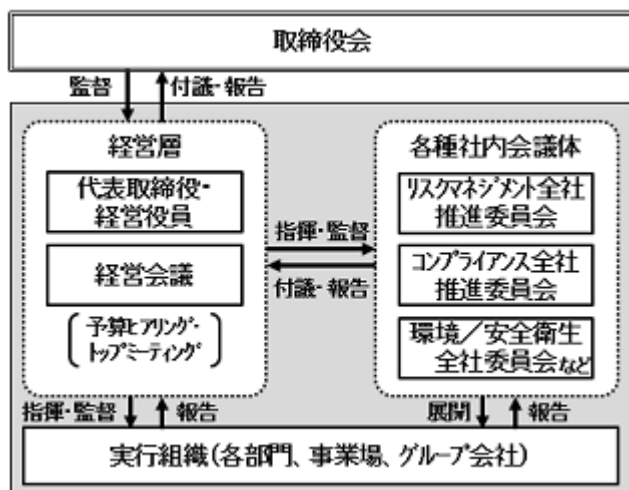 取締役会
監督
付議・報告
経営層
代表取締役・
経営役員
経営会議
予算ﾋｱﾘﾝｸﾞ・
ﾄｯﾌﾟﾐｰﾃｨﾝｸﾞ
指揮・監督
付議・報告
各種社内会議体
ﾘｽｸﾏﾈｼﾞﾒﾝﾄ全社
推進委員会
ｺﾝﾌﾟﾗｲｱﾝｽ全社
推進委員会
環境／安全衛生
全社委員会など
指揮・監督
報告
展開
報告
実行組織（各部門、事業場、グループ会社）